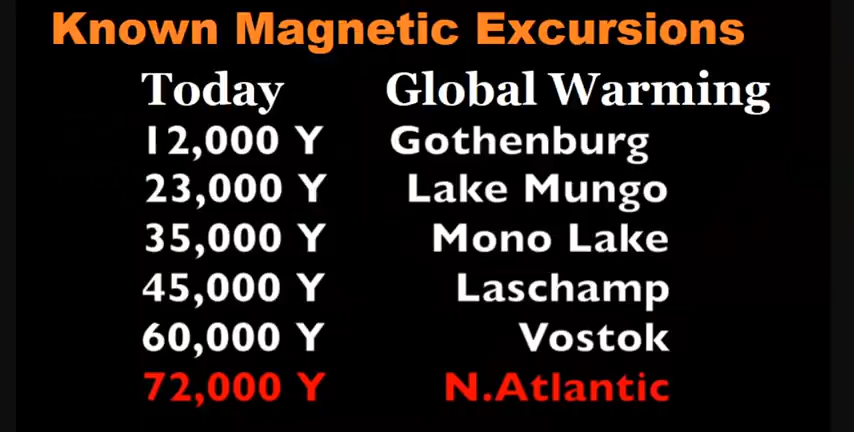 Known Magnetic Excursions
Today Global Warming
12,000 Y Gothenburg
23,000 Y Lake Mungo
35,000 Y Mono Lake
45,000 Y Laschamp
60,000 Y Vostok
72,000 Y N.Atlantic